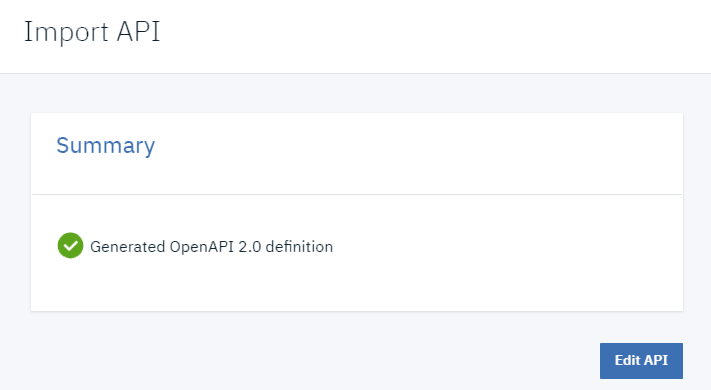 Import API
Summary
Generated OpenAPI 2.0 definition
Edit API